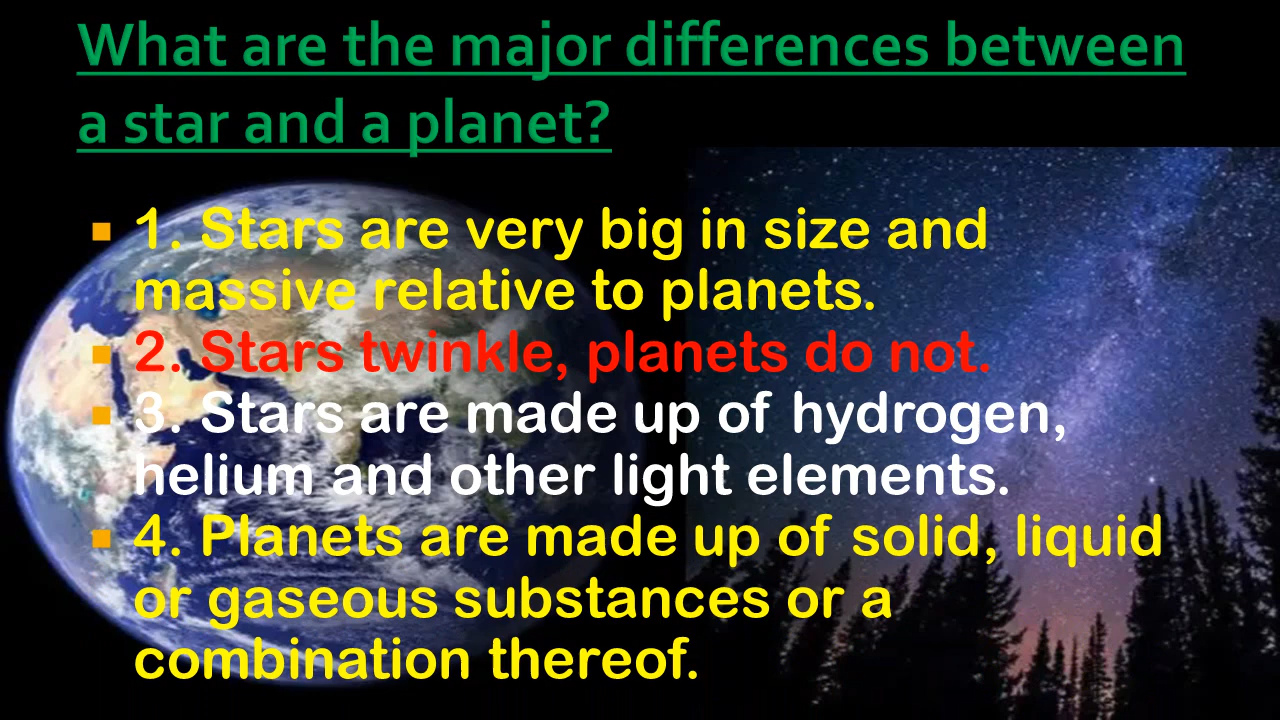 What are the major differences between
a star and a planet?
1. Stars are very big in size and
massive relative to planets.
2. Stars twinkle, planets do not.
3. Stars are made up of hydrogen,
helium and other light elements.
4. Planets are made up of solid, liquid
or gaseous substances or a
combination thereof.